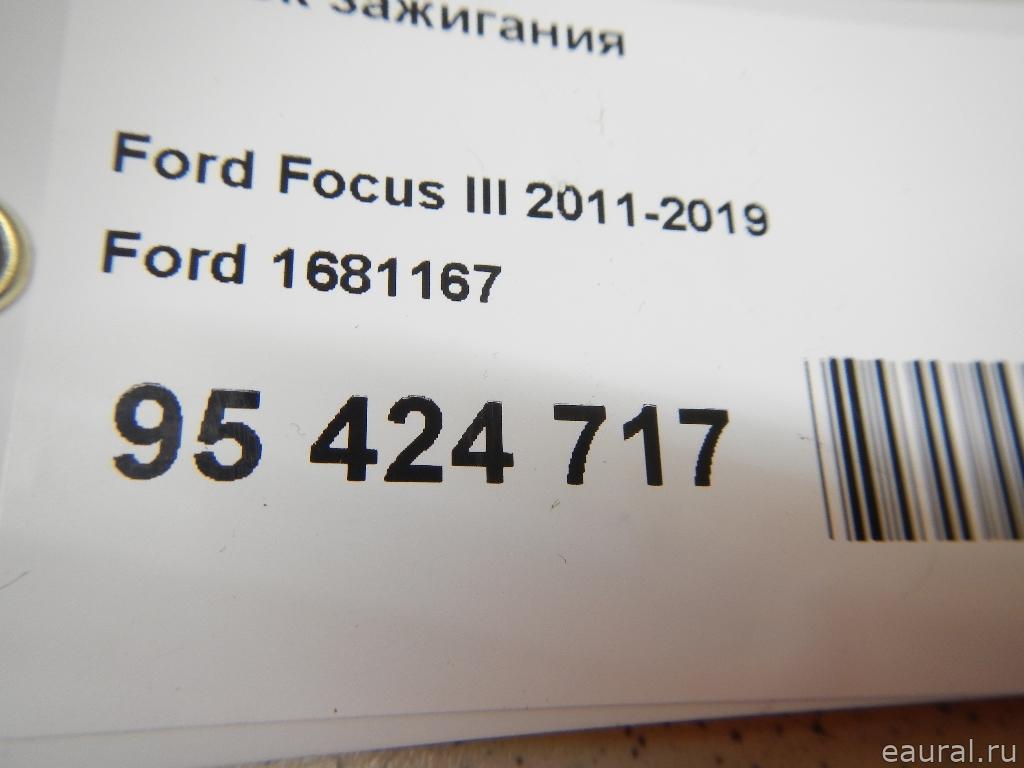 зажигания
Ford Focus III 2011-2019
Ford 1681167
95 424 717
eaural.ru